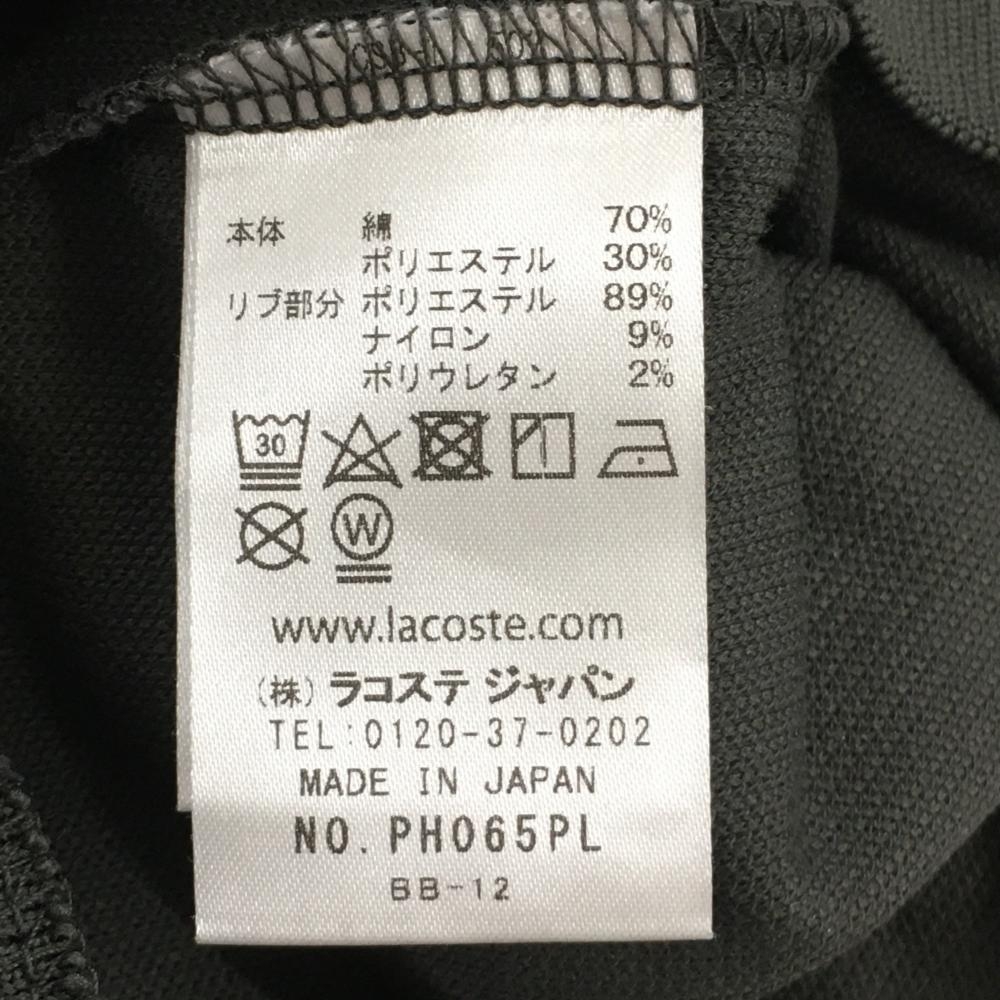 本体 綿 70%
ポリエステル 30%
リブ部分 ポリエステル 89%
ナイロン 9%
ポリウレタン 2%
30
W
www.lacoste.com
(株) ラコステ ジャパン
TEL:0120-37-0202
MADE IN JAPAN
NO. PH065PL
BB-12